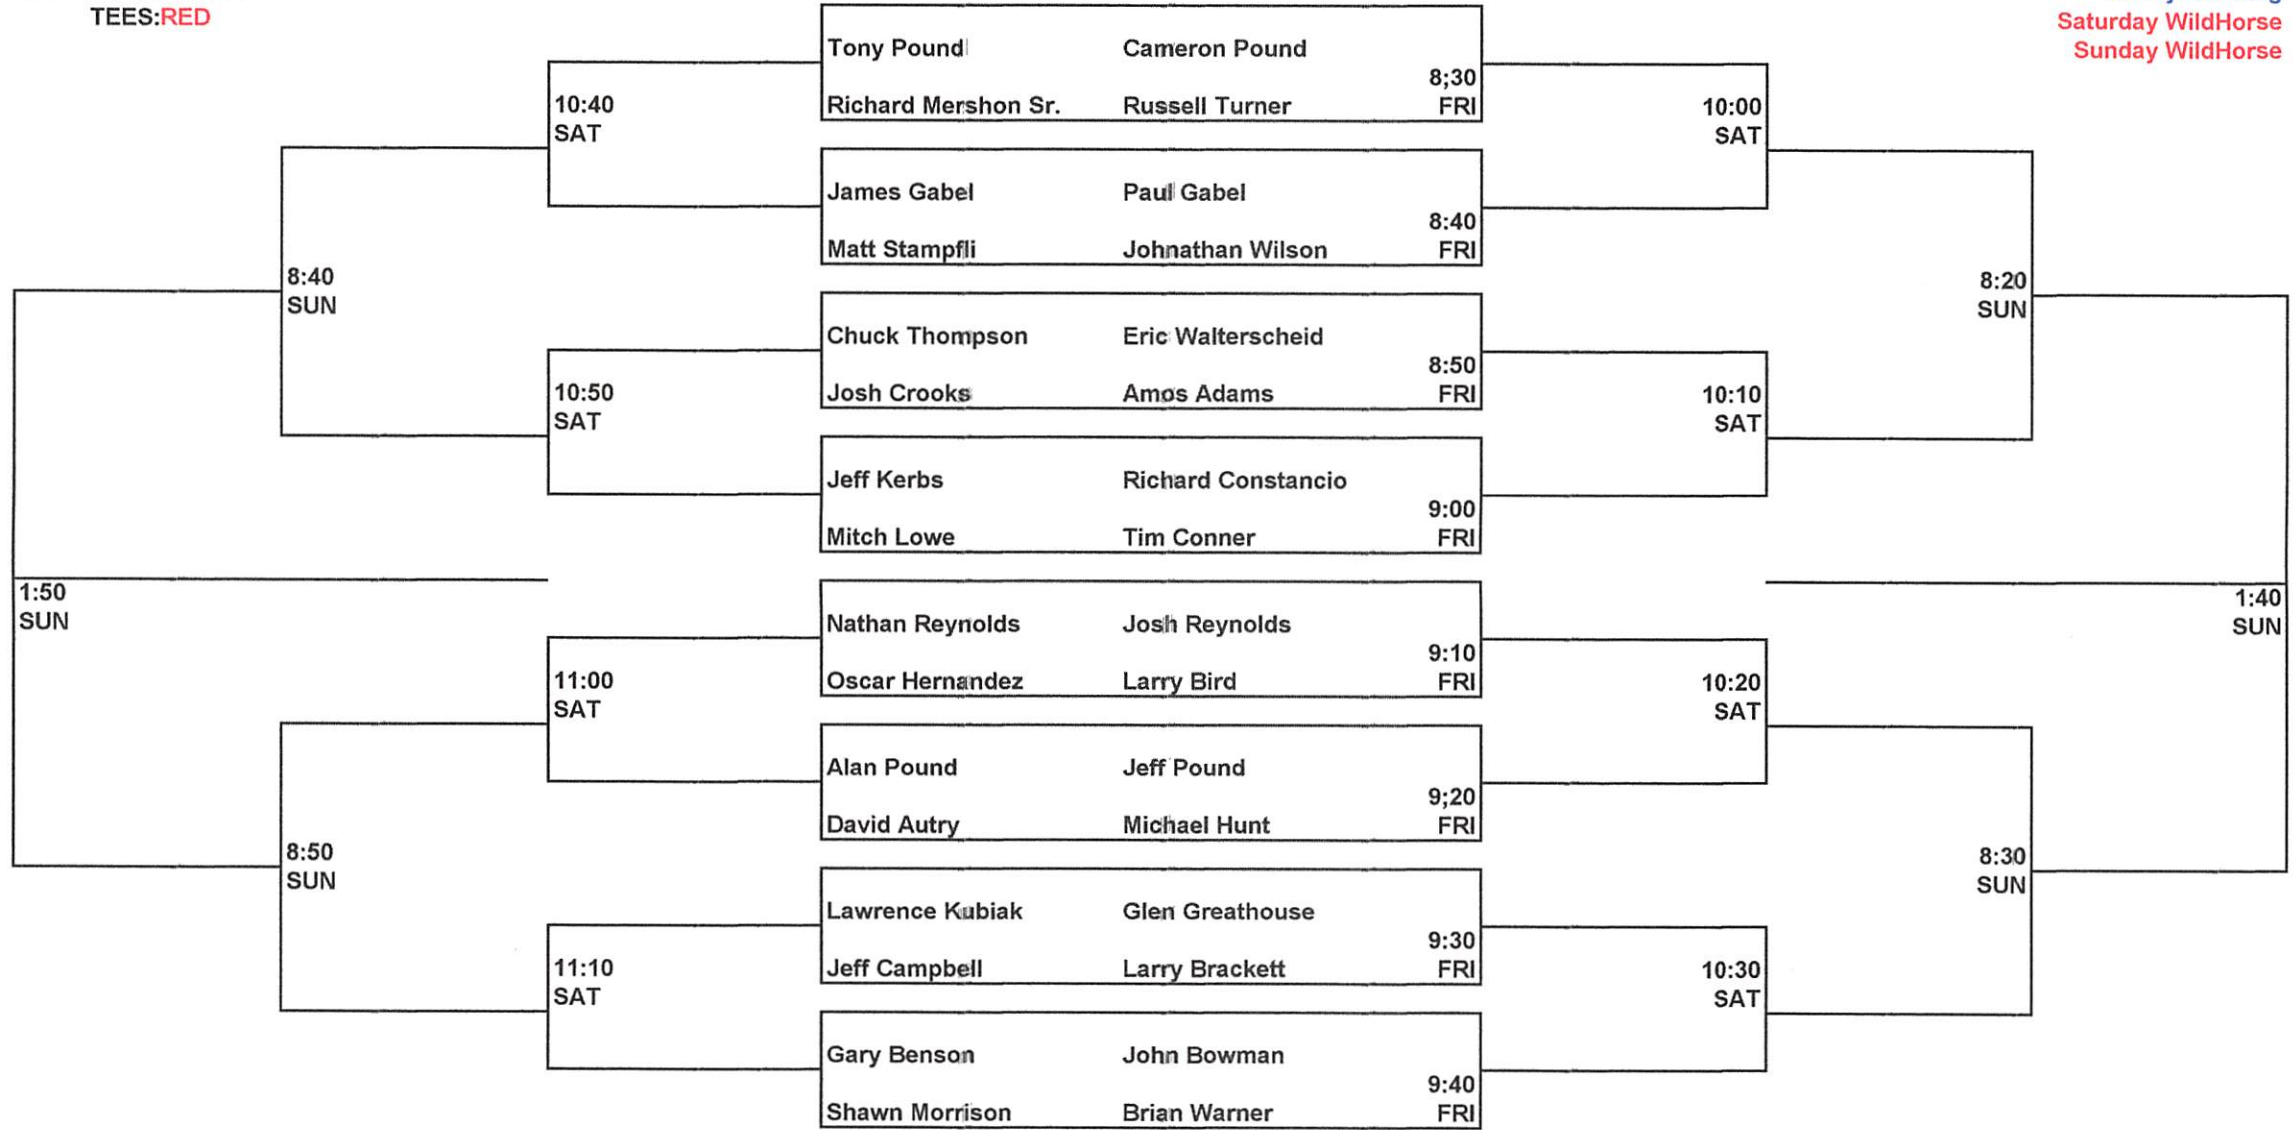 TEES:RED
Saturday WildHorse
Sunday WildHorse
Tony Pound Cameron Pound
8;30
Richard Mershon Sr. Russell Turner FRI
10:40
SAT
10:00
SAT
James Gabel Paul Gabel
8:40
Matt Stampfli Johnathan Wilson FRI
8:40
SUN
8:20
SUN
Chuck Thompson Eric Walterscheid
8:50
Josh Crooks Amos Adams FRI
10:50
SAT
10:10
SAT
Jeff Kerbs Richard Constancio
9:00
Mitch Lowe Tim Conner FRI
1:50
SUN
1:40
SUN
Nathan Reynolds Josh Reynolds
9:10
Oscar Hernandez Larry Bird FRI
11:00
SAT
10:20
SAT
Alan Pound Jeff Pound
9;20
David Autry Michael Hunt FRI
8:50
SUN
8:30
SUN
Lawrence Kubiak Glen Greathouse
9:30
Jeff Campbell Larry Brackett FRI
11:10
SAT
10:30
SAT
Gary Benson John Bowman
9:40
Shawn Morrison Brian Warner FRI